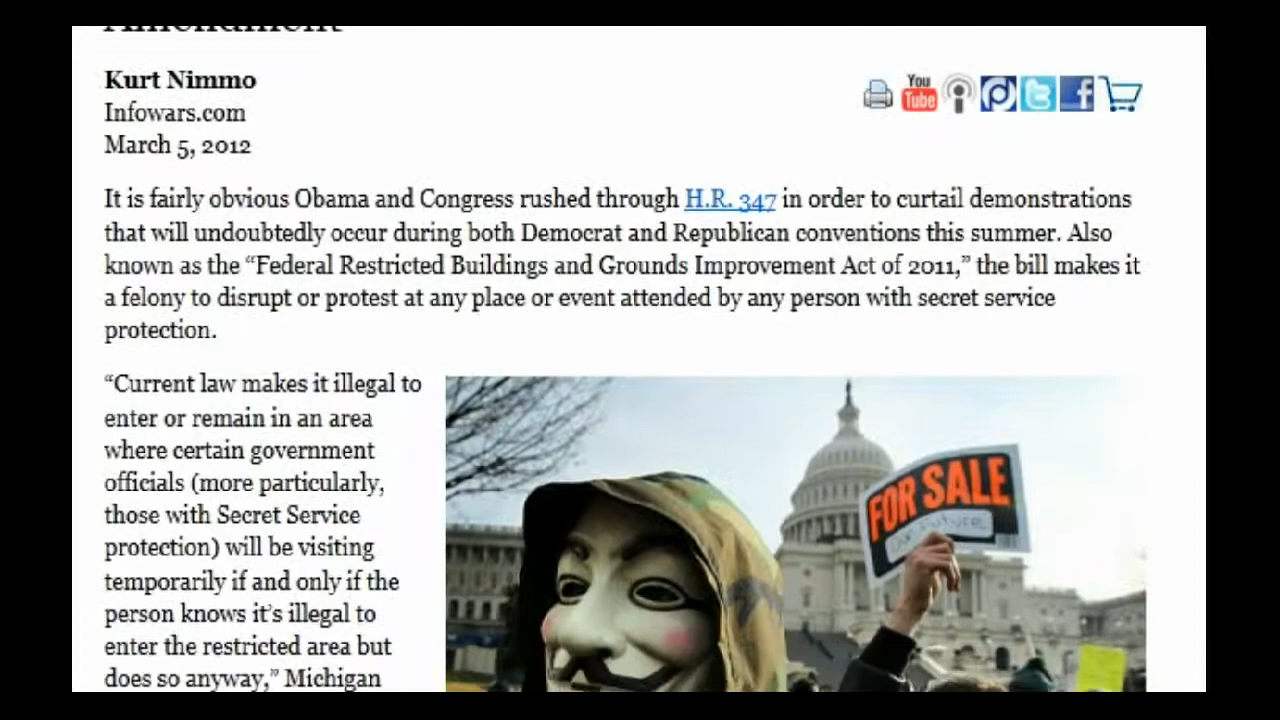 Amendment
Kurt Nimmo
Infowars.com
March 5, 2012
You
Tube
It is fairly obvious Obama and Congress rushed through H.R. 347 in order to curtail demonstrations
that will undoubtedly occur during both Democrat and Republican conventions this summer. Also
known as the “Federal Restricted Buildings and Grounds Improvement Act of 2011,” the bill makes it
a felony to disrupt or protest at any place or event attended by any person with secret service
protection.
“Current law makes it illegal to
enter or remain in an area
where certain government
officials (more particularly,
those with Secret Service
protection) will be visiting
temporarily if and only if the
person knows it’s illegal to
enter the restricted area but
does so anyway,” Michigan
FOR SALE